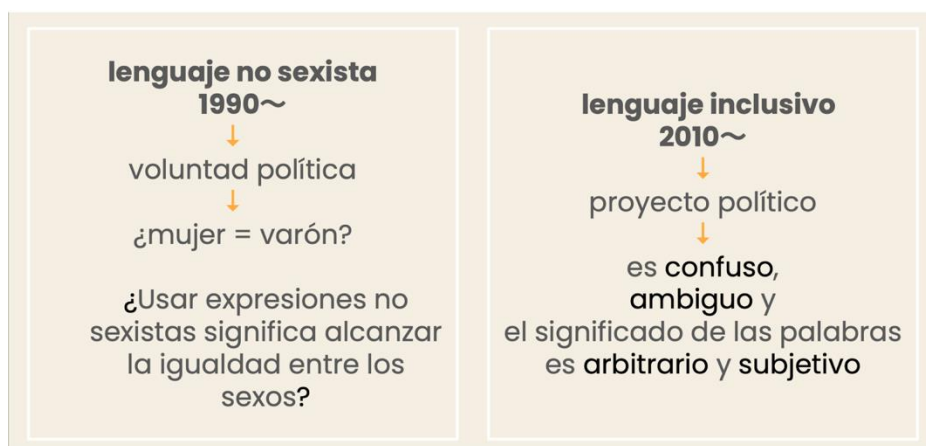 lenguaje no sexista
1990～
↓
voluntad política
↓
¿mujer = varón?
¿Usar expresiones no
sexistas significa alcanzar
la igualdad entre los
sexos?
lenguaje inclusivo
2010～
↓
proyecto político
↓
es confuso,
ambiguo y
el significado de las palabras
es arbitrario y subjetivo